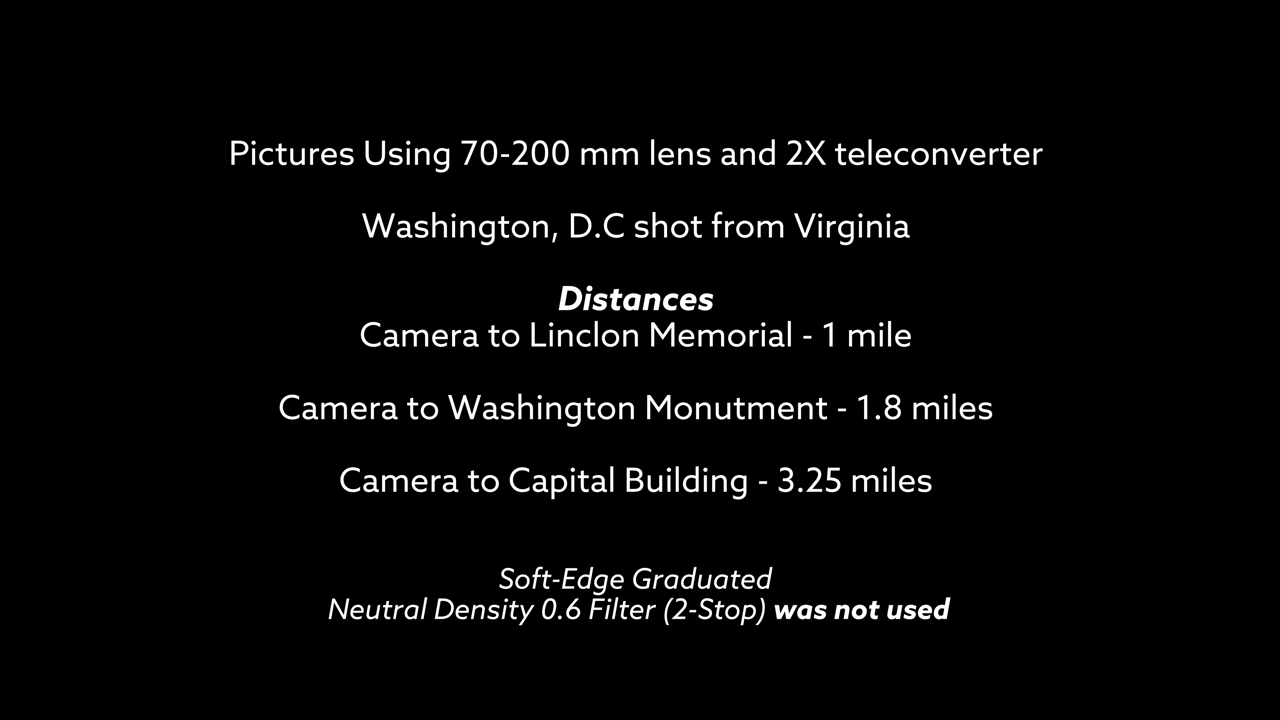 Pictures Using 70-200 mm lens and 2X teleconverter
Washington, D.C shot from Virginia
Distances
Camera to Linclon Memorial - 1 mile
Camera to Washington Monutment - 1.8 miles
Camera to Capital Building - 3.25 miles
Soft-Edge Graduated
Neutral Density 0.6 Filter (2-Stop) was not used